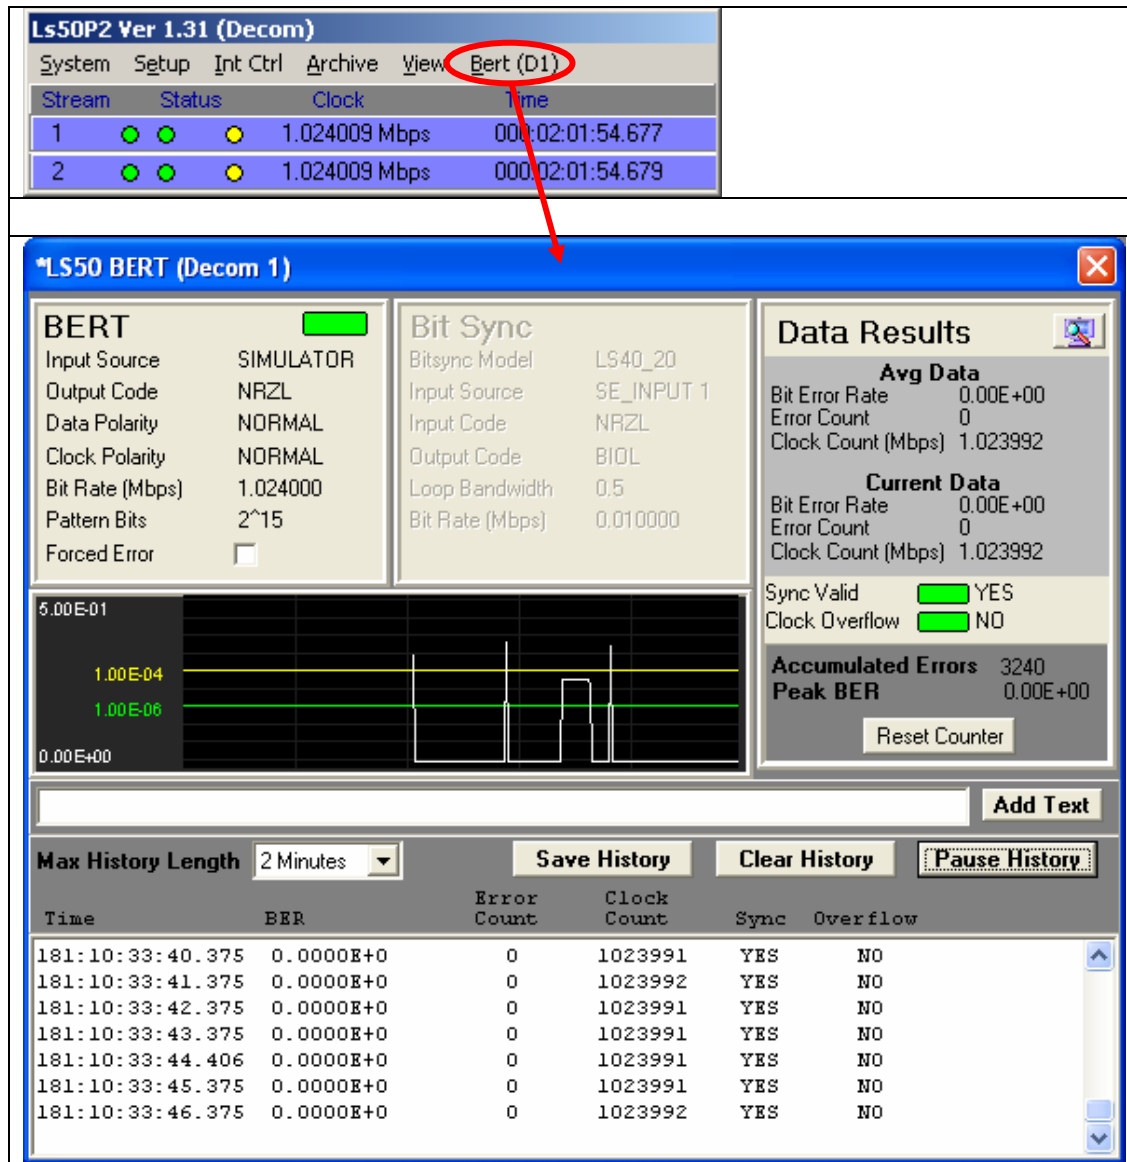 Ls50P2 Ver 1.31 (Decom)
System Setup Int Ctrl Archive View Bert (D1)
Stream Status Clock Time
1 1.024009 Mbps 000:02:01:54.677
2 1.024009 Mbps 000:02:01:54.679
*LS50 BERT (Decom 1)
BERT
Input Source SIMULATOR
Output Code NRZL
Data Polarity NORMAL
Clock Polarity NORMAL
Bit Rate (Mbps) 1.024000
Pattern Bits 2^15
Forced Error
Bit Sync
Bitsync Model LS40_20
Input Source SE_INPUT 1
Input Code NRZL
Output Code BIOL
Loop Bandwidth 0.5
Bit Rate (Mbps) 0.010000
Data Results
Avg Data
Bit Error Rate 0.00E+00
Error Count 0
Clock Count (Mbps) 1.023992
Current Data
Bit Error Rate 0.00E+00
Error Count 0
Clock Count (Mbps) 1.023992
Sync Valid YES
Clock Overflow NO
Accumulated Errors 3240
Peak BER 0.00E+00
Reset Counter
5.00E-01
1.00E-04
1.00E-06
0.00E+00
Add Text
Max History Length 2 Minutes Save History Clear History Pause History
Time BER Error Count Clock Count Sync Overflow
181:10:33:40.375 0.0000E+0 0 1023991 YES NO
181:10:33:41.375 0.0000E+0 0 1023992 YES NO
181:10:33:42.375 0.0000E+0 0 1023991 YES NO
181:10:33:43.375 0.0000E+0 0 1023991 YES NO
181:10:33:44.406 0.0000E+0 0 1023991 YES NO
181:10:33:45.375 0.0000E+0 0 1023991 YES NO
181:10:33:46.375 0.0000E+0 0 1023992 YES NO